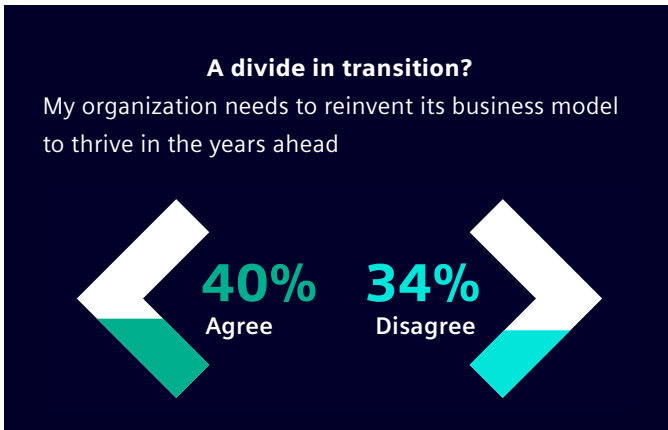 A divide in transition?
My organization needs to reinvent its business model
to thrive in the years ahead
40%
Agree
34%
Disagree